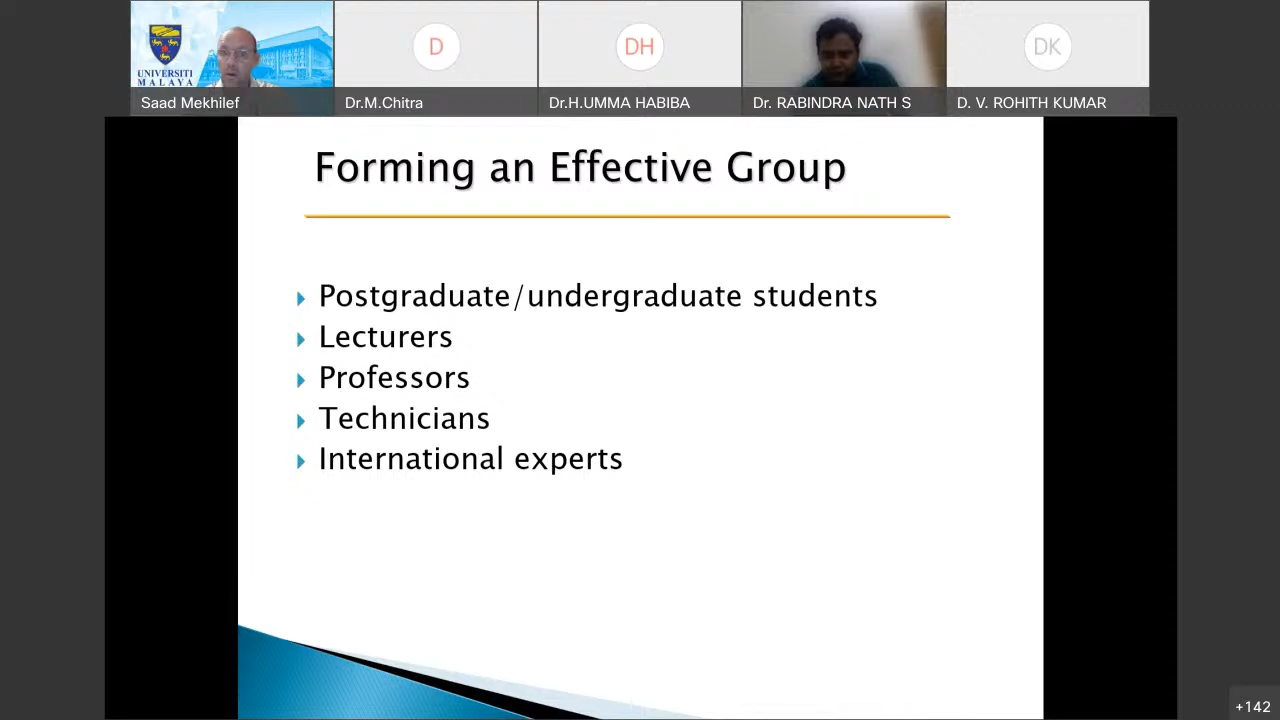 UNIVERSITI
MALAYA
D
DH
DK
Saad Mekhilef
Dr.M.Chitra
Dr.H.UMMA HABIBA
Dr. RABINDRA NATH S
D. V. ROHITH KUMAR
Forming an Effective Group
Postgraduate/undergraduate students
Lecturers
Professors
Technicians
International experts
+142